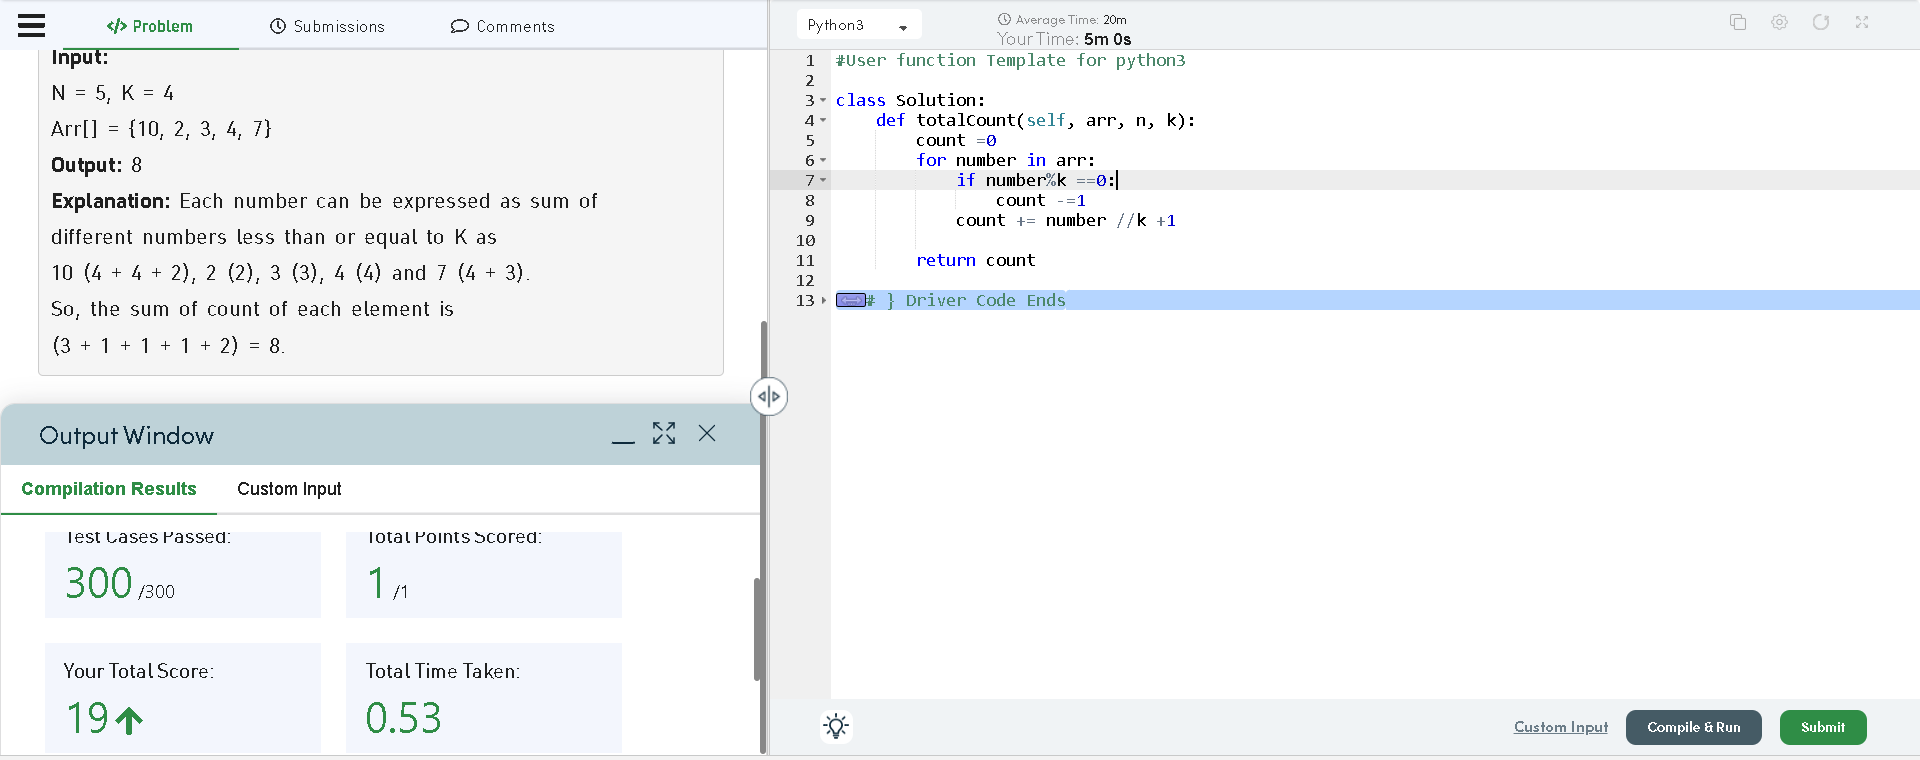 Problem
Submissions
Comments
Input:
N = 5, K = 4
Arr[] = {10, 2, 3, 4, 7}
Output: 8
Explanation: Each number can be expressed as sum of
different numbers less than or equal to K as
10 (4 + 4 + 2), 2 (2), 3 (3), 4 (4) and 7 (4 + 3).
So, the sum of count of each element is
(3 + 1 + 1 + 1 + 2) = 8.
Output Window
Compilation Results
Custom Input
Test Cases Passed:
300 /300
Total Points Scored:
1 /1
Your Total Score:
19
Total Time Taken:
0.53
Python3
Average Time: 20m
Your Time: 5m 0s
1 #User function Template for python3
2
3 class Solution:
4     def totalCount(self, arr, n, k):
5         count =0
6         for number in arr:
7             if number%k ==0:
8                 count -=1
9             count += number //k +1
10
11         return count
12
13 # } Driver Code Ends
Custom Input
Compile & Run
Submit